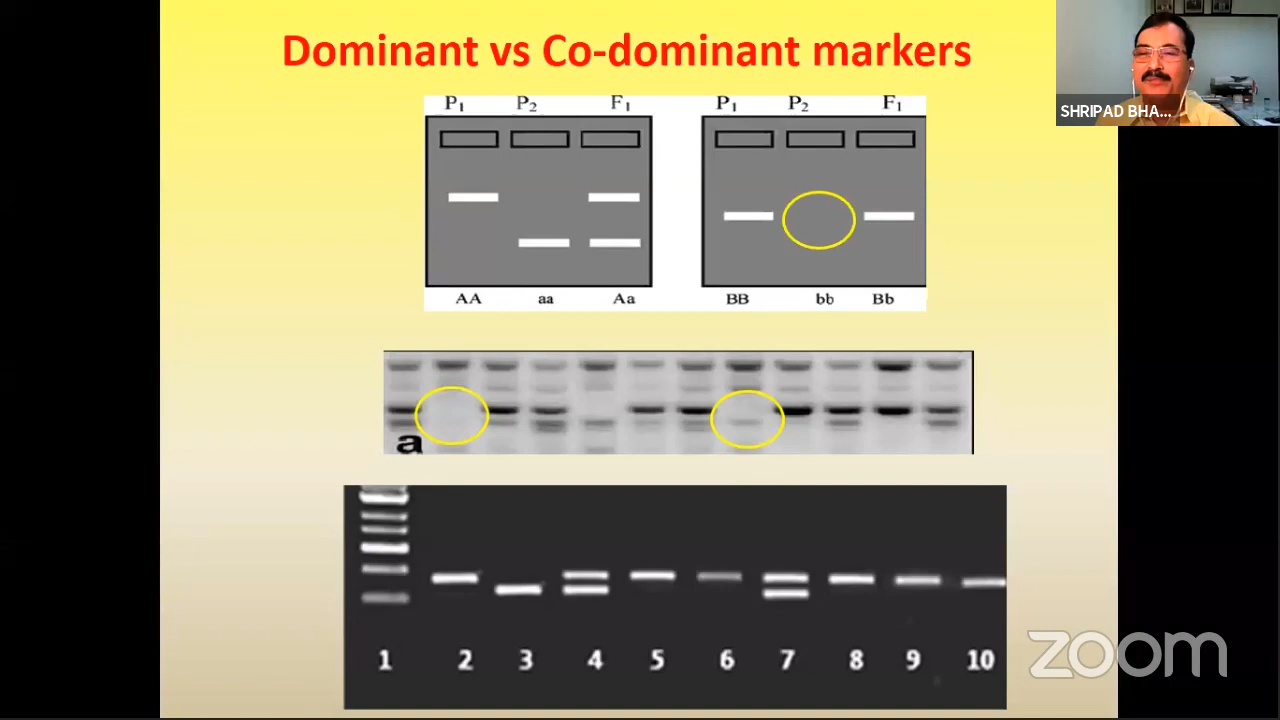 Dominant vs Co-dominant markers
SHRIPAD BHA...
P1 P2 F1
P1 P2 F1
AA aa Aa
BB bb Bb
a
1 2 3 4 5 6 7 8 9 10
zoom